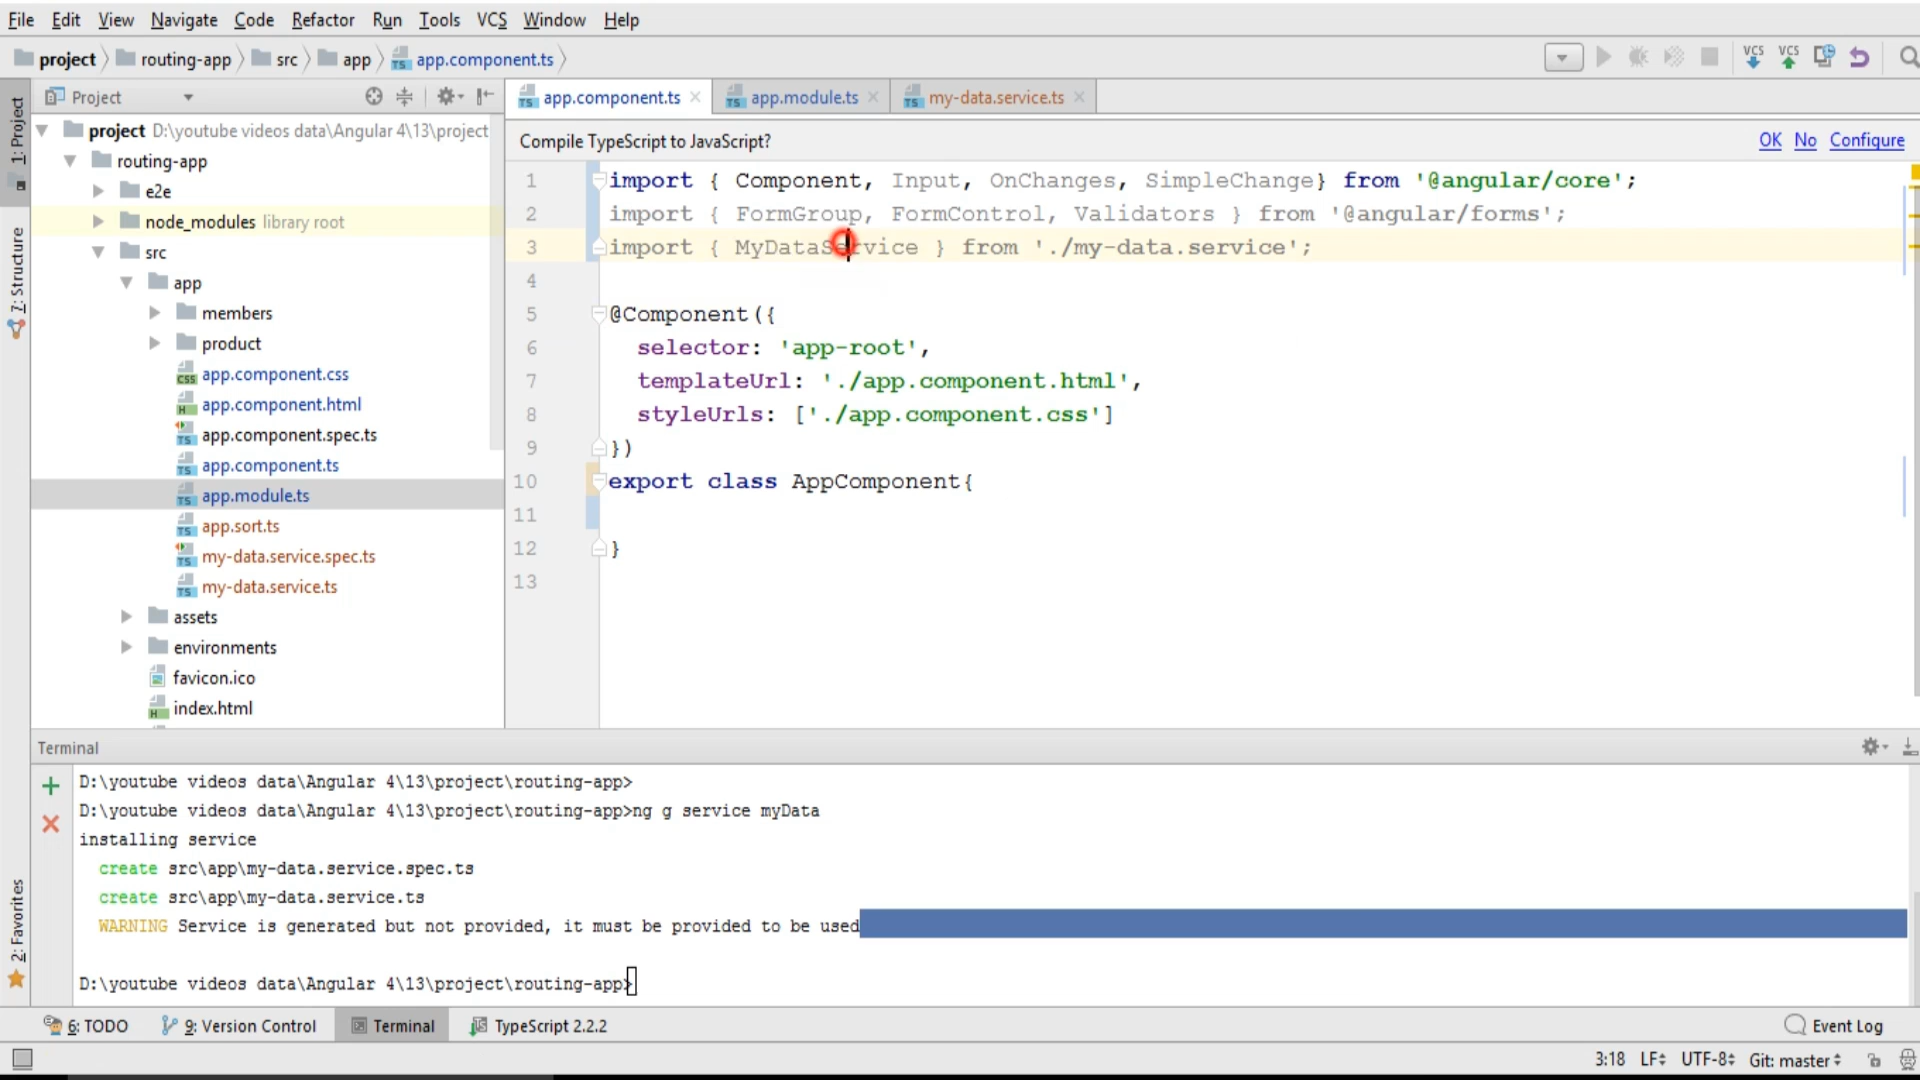 File Edit View Navigate Code Refactor Run Tools VCS Window Help
project routing-app src app app.component.ts
VCS VCS
Project
app.component.ts app.module.ts my-data.service.ts
project D:\youtube videos data\Angular 4\13\project
routing-app
e2e
node_modules library root
src
app
members
product
app.component.css
app.component.html
app.component.spec.ts
app.component.ts
app.module.ts
app.sort.ts
my-data.service.spec.ts
my-data.service.ts
assets
environments
favicon.ico
index.html
1: Project
7: Structure
2: Favorites
Compile TypeScript to JavaScript? OK No Configure
1 import { Component, Input, OnChanges, SimpleChange} from '@angular/core';
2 import { FormGroup, FormControl, Validators } from '@angular/forms';
3 import { MyDataService } from './my-data.service';
4
5 @Component({
6 selector: 'app-root',
7 templateUrl: './app.component.html',
8 styleUrls: ['./app.component.css']
9 })
10 export class AppComponent{
11
12 }
13
Terminal
D:\youtube videos data\Angular 4\13\project\routing-app>
D:\youtube videos data\Angular 4\13\project\routing-app>ng g service myData
installing service
create src\app\my-data.service.spec.ts
create src\app\my-data.service.ts
WARNING Service is generated but not provided, it must be provided to be used
D:\youtube videos data\Angular 4\13\project\routing-app>
6: TODO 9: Version Control Terminal TypeScript 2.2.2 Event Log
3:18 LF UTF-8 Git: master